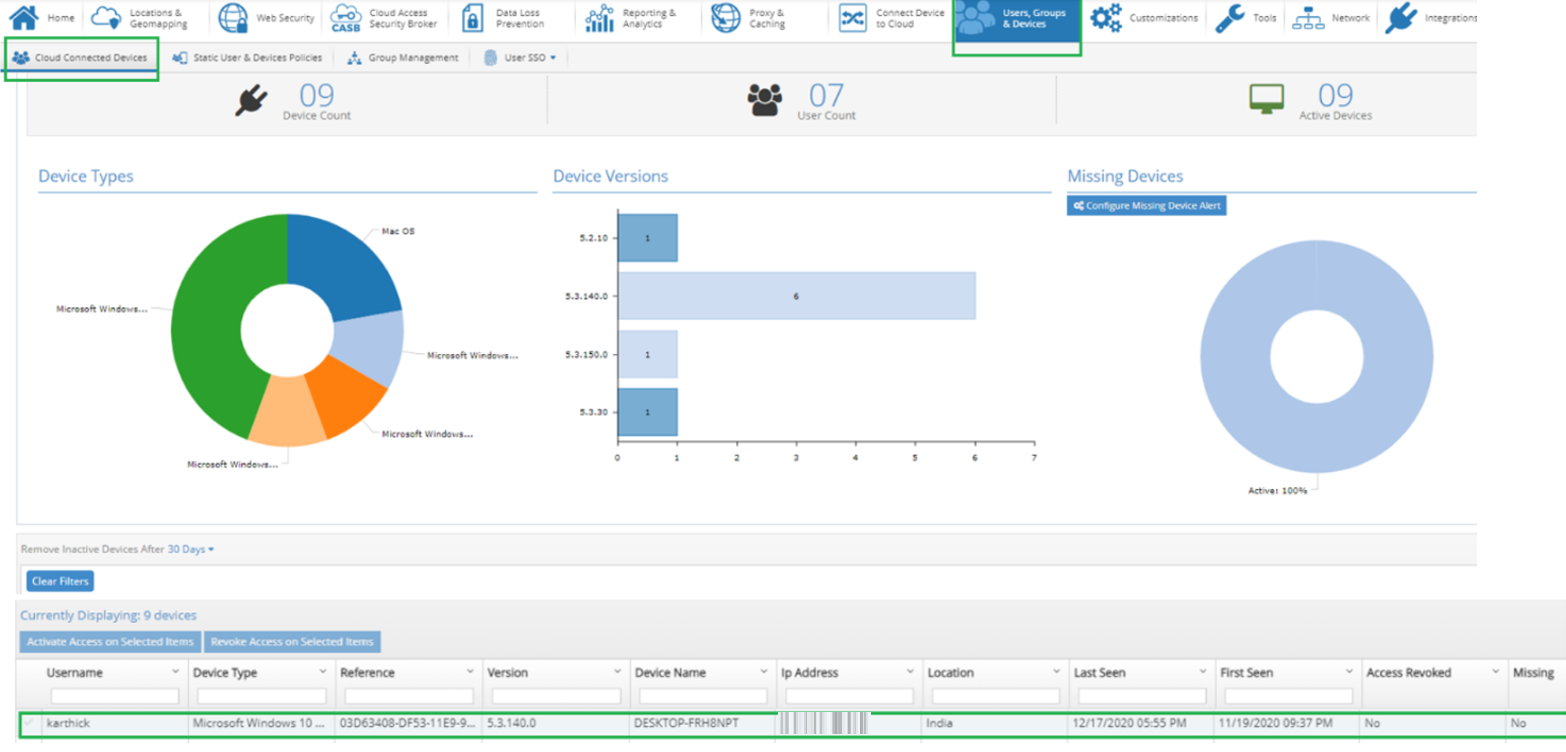 Home
Locations &
Geomapping
Web Security
CASB
Cloud Access
Security Broker
Data Loss
Prevention
Reporting &
Analytics
Proxy &
Caching
Connect Device
to Cloud
Users, Groups
& Devices
Customizations
Tools
Network
Integrations
Cloud Connected Devices
Static User & Devices Policies
Group Management
User SSO
09
Device Count
07
User Count
09
Active Devices
Device Types
Device Versions
Missing Devices
Configure Missing Device Alert
Mac OS
Microsoft Windows...
Microsoft Windows...
Microsoft Windows...
Microsoft Windows...
5.2.10
1
5.3.140.0
6
5.3.150.0
1
5.3.30
1
0 1 2 3 4 5 6 7
Active: 100%
Remove Inactive Devices After 30 Days
Clear Filters
Currently Displaying: 9 devices
Activate Access on Selected Items Revoke Access on Selected Items
Username Device Type Reference Version Device Name Ip Address Location Last Seen First Seen Access Revoked Missing
karthick Microsoft Windows 10 ... 03D63408-DF53-11E9-9... 5.3.140.0 DESKTOP-FRH8NPT India 12/17/2020 05:55 PM 11/19/2020 09:37 PM No No